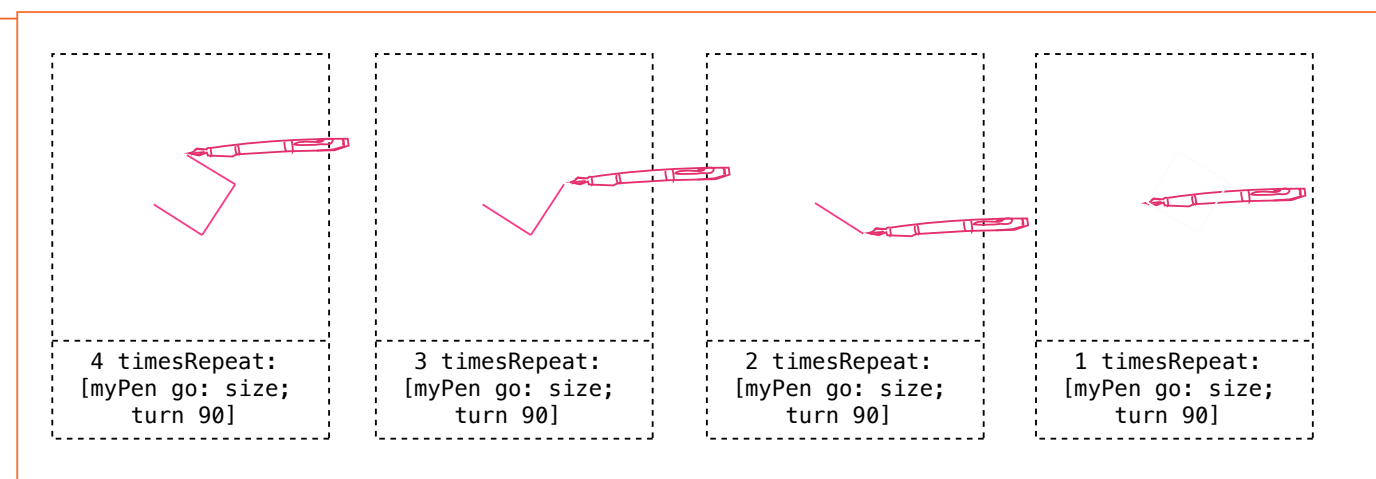 4 timesRepeat:
[myPen go: size;
turn 90]
3 timesRepeat:
[myPen go: size;
turn 90]
2 timesRepeat:
[myPen go: size;
turn 90]
1 timesRepeat:
[myPen go: size;
turn 90]